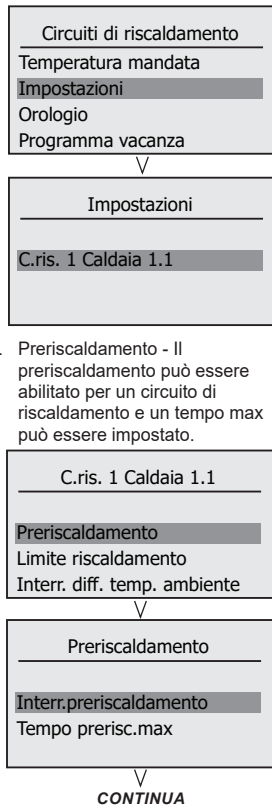 Circuiti di riscaldamento
Temperatura mandata
Impostazioni
Orologio
Programma vacanza
Impostazioni
C.ris. 1 Caldaia 1.1
. Preriscaldamento - Il
preriscaldamento può essere
abilitato per un circuito di
riscaldamento e un tempo max
può essere impostato.
C.ris. 1 Caldaia 1.1
Preriscaldamento
Limite riscaldamento
Interr. diff. temp. ambiente
Preriscaldamento
Interr.preriscaldamento
Tempo prerisc.max
CONTINUA